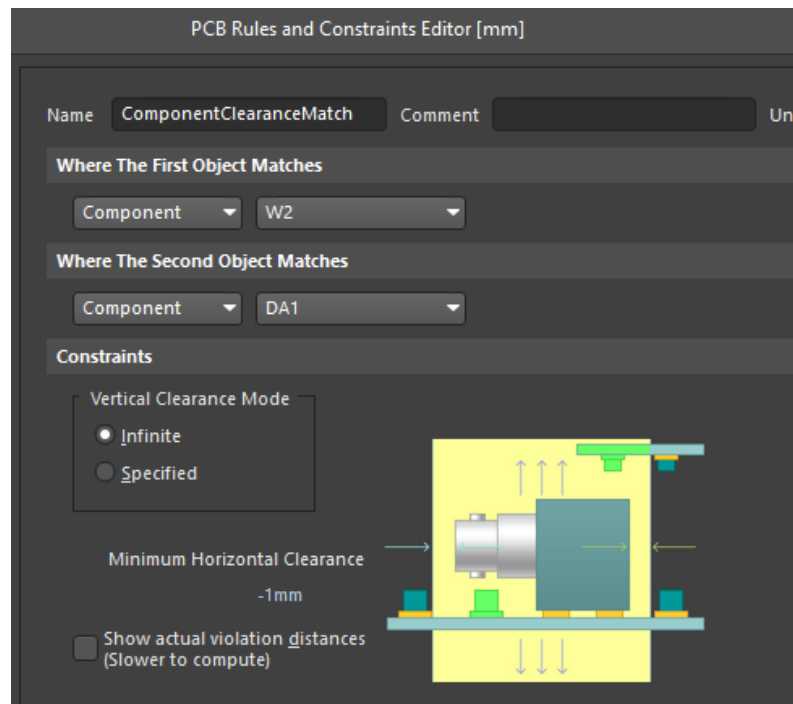 PCB Rules and Constraints Editor [mm]
Name ComponentClearanceMatch Comment Un
Where The First Object Matches
Component W2
Where The Second Object Matches
Component DA1
Constraints
Vertical Clearance Mode
Infinite
Specified
Minimum Horizontal Clearance
-1mm
Show actual violation distances
(Slower to compute)